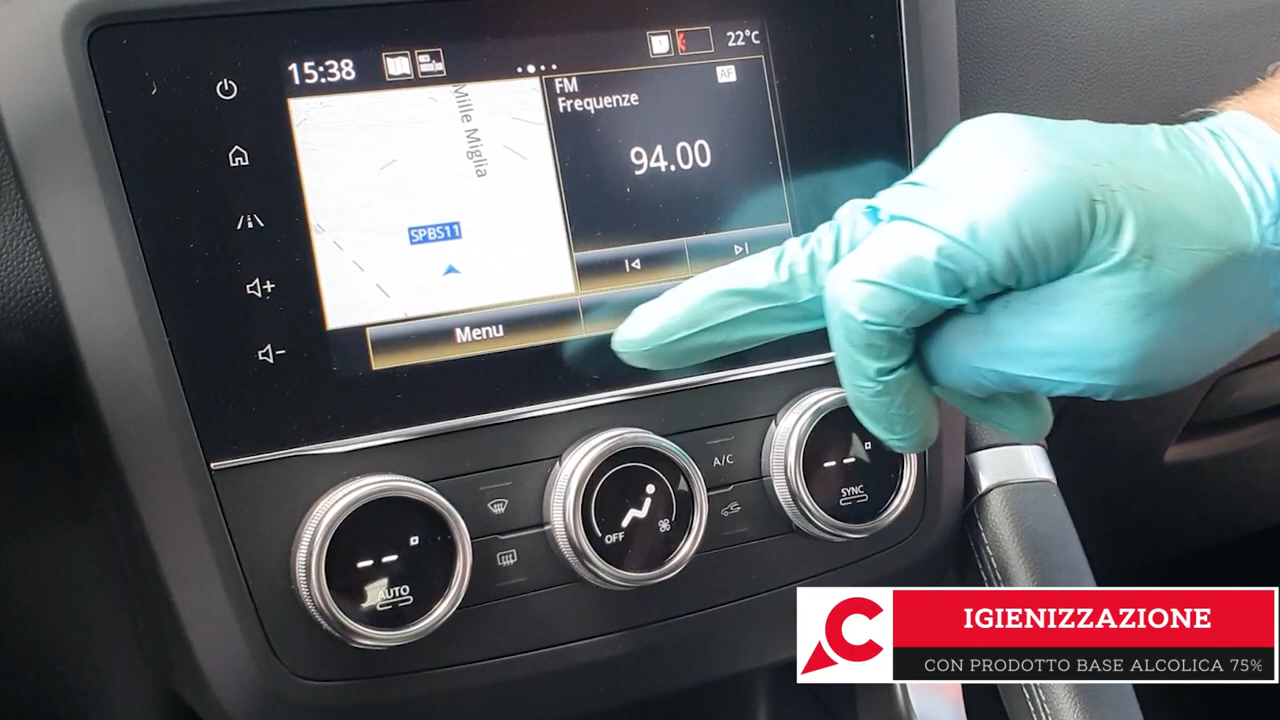 15:38
22°C
Mille Miglia
SPBS11
FM
Frequenze
AF
94.00
Menu
A/C
OFF
AUTO
SYNC
C
IGIENIZZAZIONE
CON PRODOTTO BASE ALCOLICA 75%